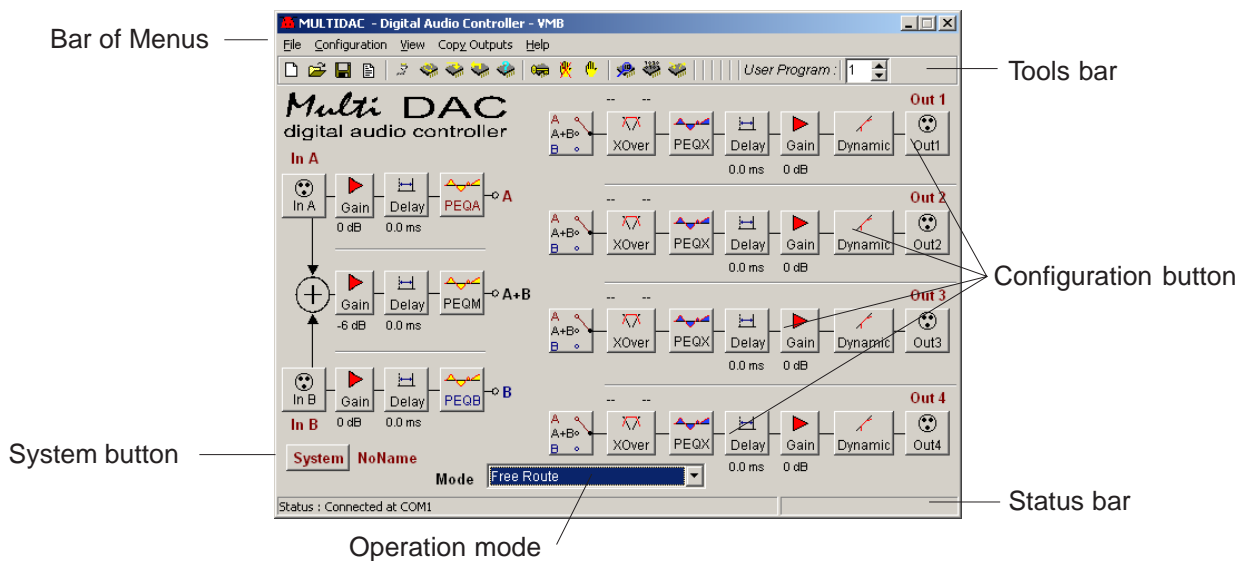 MULTIDAC - Digital Audio Controller - VMB
Bar of Menus
File Configuration View Copy Outputs Help
User Program : 1
Tools bar
Multi DAC
digital audio controller
In A
In A
Gain
Delay
PEQA
A
0 dB
0.0 ms
Gain
Delay
PEQM
A+B
-6 dB
0.0 ms
In B
Gain
Delay
PEQB
B
In B
0 dB
0.0 ms
-- --
Out 1
A
A+B
B
XOver
PEQX
Delay
Gain
Dynamic
Out1
0.0 ms
0 dB
-- --
Out 2
A
A+B
B
XOver
PEQX
Delay
Gain
Dynamic
Out2
0.0 ms
0 dB
Configuration button
-- --
Out 3
A
A+B
B
XOver
PEQX
Delay
Gain
Dynamic
Out3
0.0 ms
0 dB
-- --
Out 4
A
A+B
B
XOver
PEQX
Delay
Gain
Dynamic
Out4
0.0 ms
0 dB
System button
System
NoName
Mode
Free Route
Status : Connected at COM1
Status bar
Operation mode